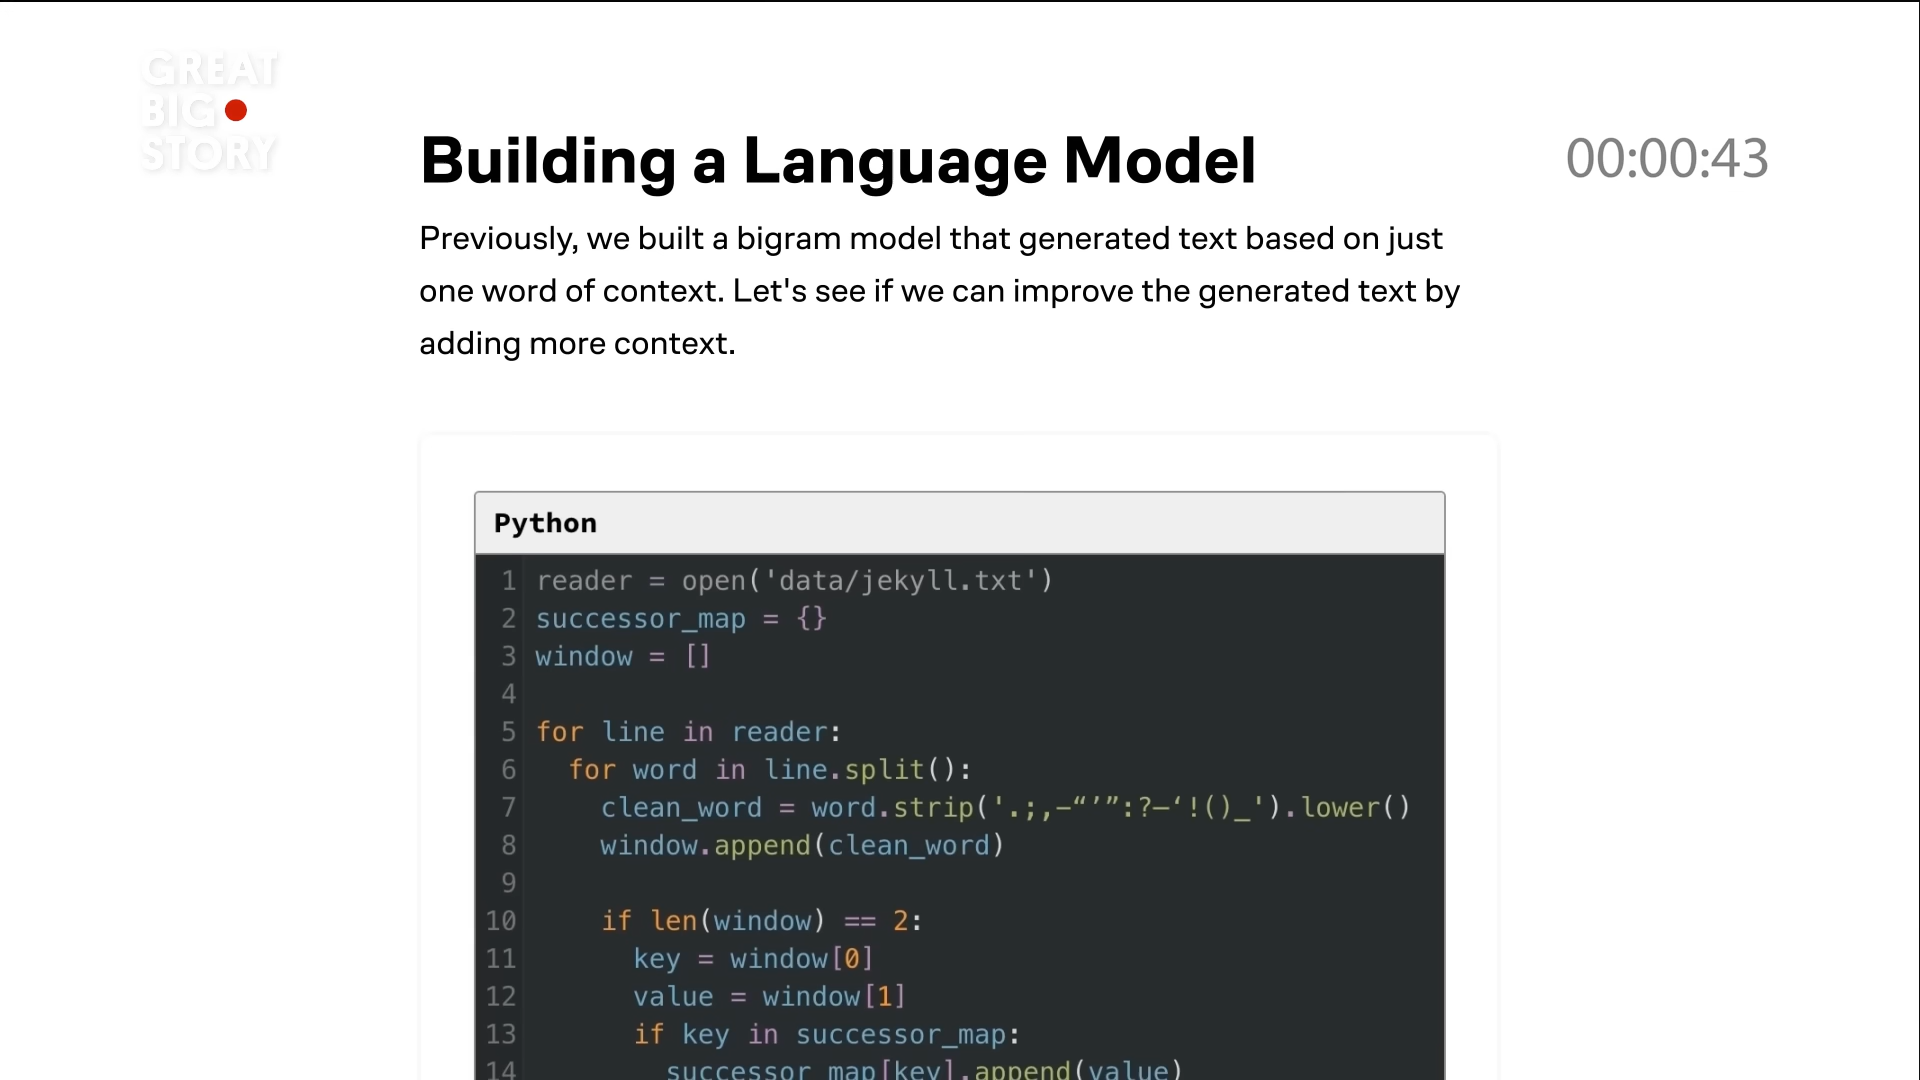 GREAT
BIG
STORY
Building a Language Model
00:00:43
Previously, we built a bigram model that generated text based on just
one word of context. Let's see if we can improve the generated text by
adding more context.
Python
1 reader = open('data/jekyll.txt')
2 successor_map = {}
3 window = []
4
5 for line in reader:
6   for word in line.split():
7     clean_word = word.strip('.;,—“’”:?—‘!()_').lower()
8     window.append(clean_word)
9
10     if len(window) == 2:
11       key = window[0]
12       value = window[1]
13       if key in successor_map:
14         successor_map[key].append(value)